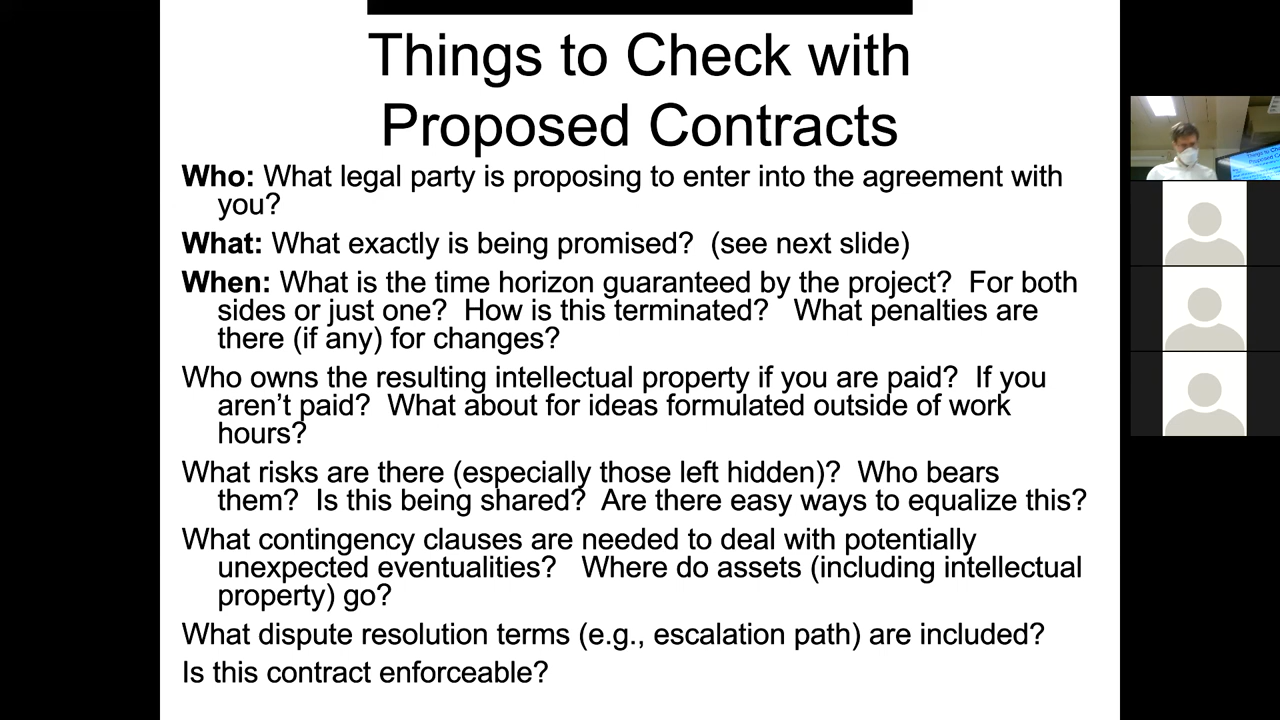 Things to Check with
Proposed Contracts
Who: What legal party is proposing to enter into the agreement with
you?
What: What exactly is being promised?  (see next slide)
When: What is the time horizon guaranteed by the project?  For both
sides or just one?  How is this terminated?   What penalties are
there (if any) for changes?
Who owns the resulting intellectual property if you are paid?  If you
aren’t paid?  What about for ideas formulated outside of work
hours?
What risks are there (especially those left hidden)?  Who bears
them?  Is this being shared?  Are there easy ways to equalize this?
What contingency clauses are needed to deal with potentially
unexpected eventualities?   Where do assets (including intellectual
property) go?
What dispute resolution terms (e.g., escalation path) are included?
Is this contract enforceable?